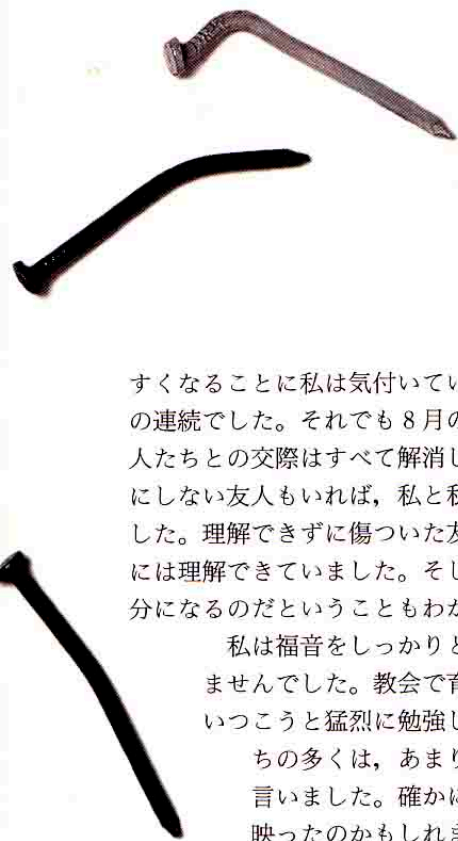 すくなることに私は気付いてい
の連続でした。それでも8月の
人たちとの交際はすべて解消し
にしない友人もいれば，私と私
した。理解できずに傷ついた友
には理解できていました。そし
分になるのだということもわか
私は福音をしっかりと
ませんでした。教会で育
いつこうと猛烈に勉強し
ちの多くは，あまり
言いました。確かに
映ったのかもしれま